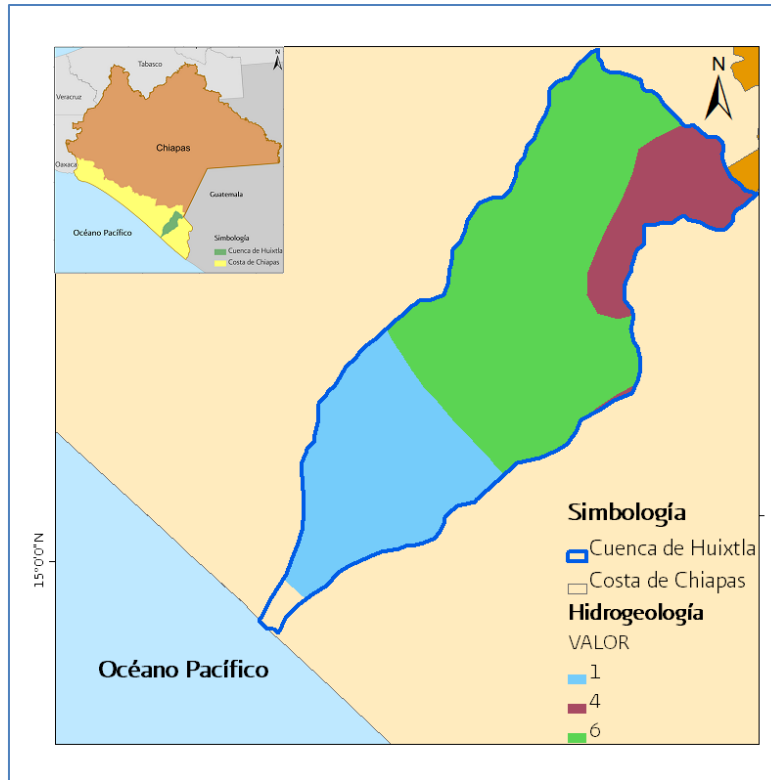 N
Tabasco
Veracruz
Chiapas
Oaxaca
Guatemala
Océano Pacífico
Simbología
Cuenca de Huixtla
Costa de Chiapas
N
15°0'0"N
Océano Pacífico
Simbología
Cuenca de Huixtla
Costa de Chiapas
Hidrogeología
VALOR
1
4
6